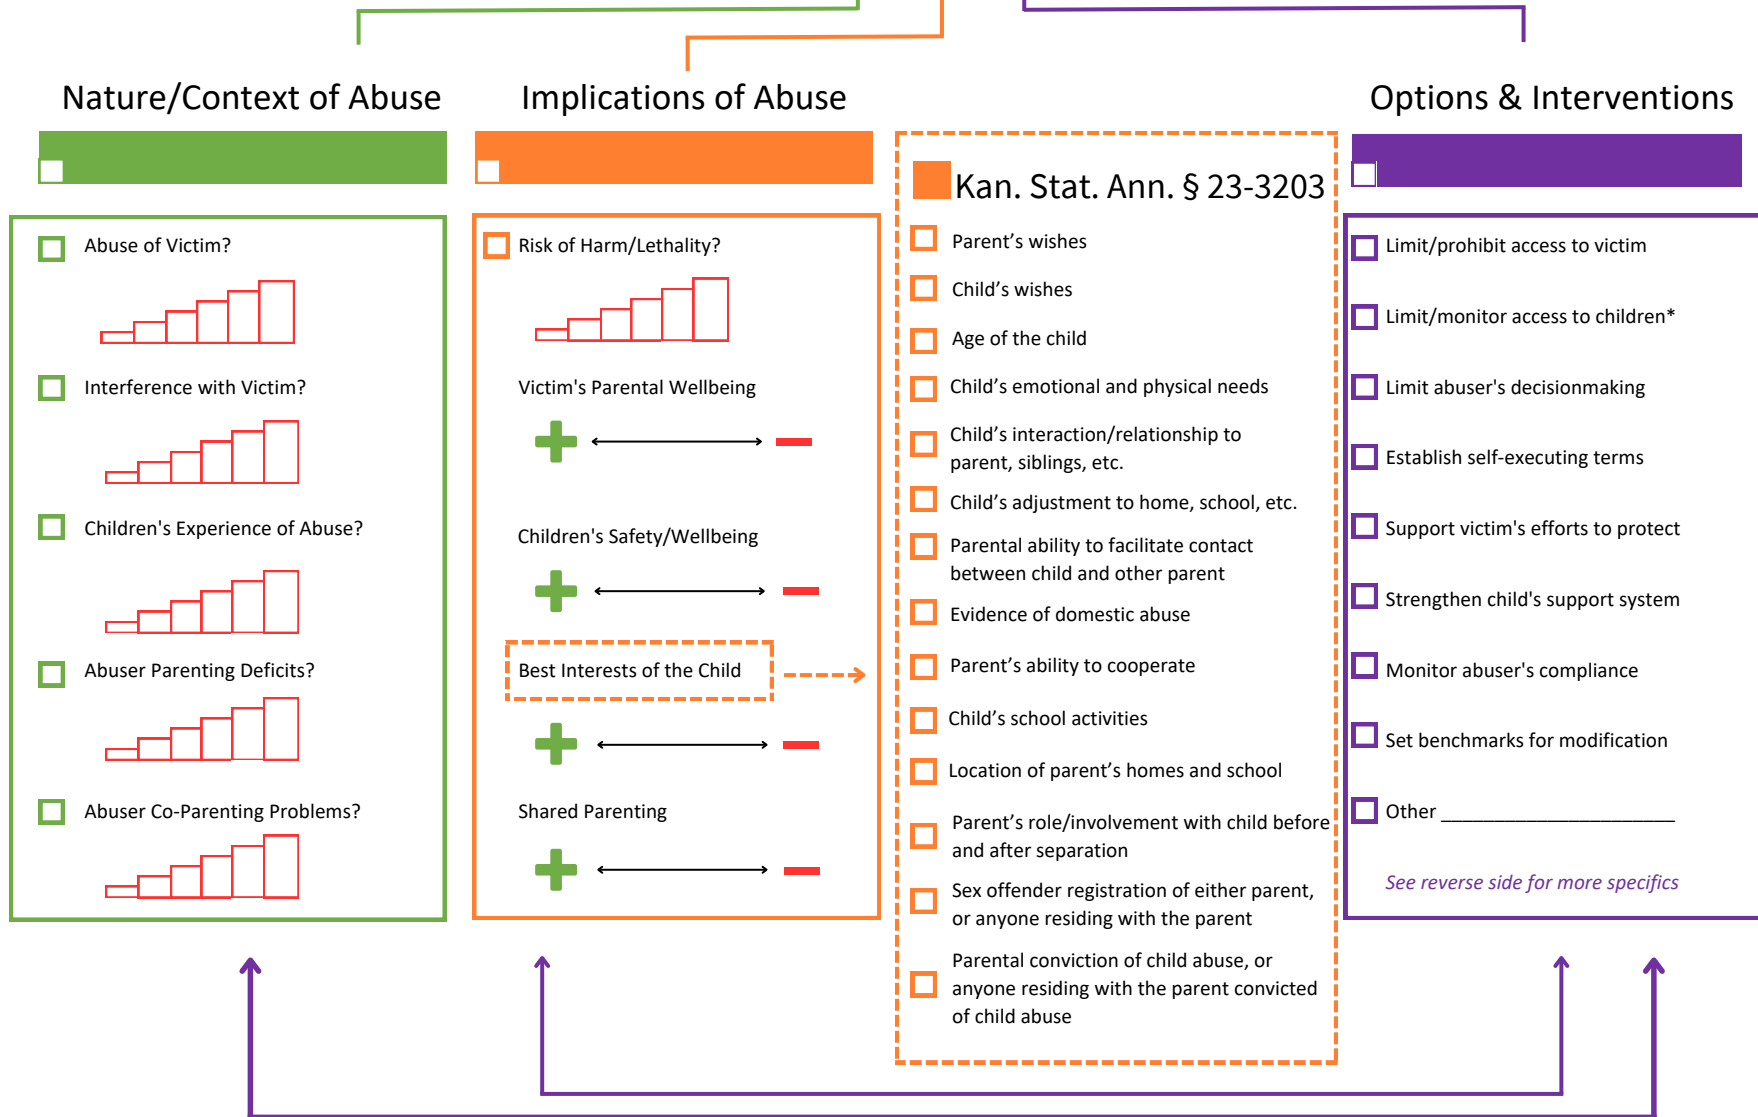 Nature/Context of Abuse
Abuse of Victim?
Interference with Victim?
Children's Experience of Abuse?
Abuser Parenting Deficits?
Abuser Co-Parenting Problems?
Implications of Abuse
Risk of Harm/Lethality?
Victim's Parental Wellbeing
Children's Safety/Wellbeing
Best Interests of the Child
Shared Parenting
Kan. Stat. Ann. § 23-3203
Parent’s wishes
Child’s wishes
Age of the child
Child’s emotional and physical needs
Child’s interaction/relationship to
parent, siblings, etc.
Child’s adjustment to home, school, etc.
Parental ability to facilitate contact
between child and other parent
Evidence of domestic abuse
Parent’s ability to cooperate
Child’s school activities
Location of parent’s homes and school
Parent’s role/involvement with child before
and after separation
Sex offender registration of either parent,
or anyone residing with the parent
Parental conviction of child abuse, or
anyone residing with the parent convicted
of child abuse
Options & Interventions
Limit/prohibit access to victim
Limit/monitor access to children*
Limit abuser's decisionmaking
Establish self-executing terms
Support victim's efforts to protect
Strengthen child's support system
Monitor abuser's compliance
Set benchmarks for modification
Other ______________________
See reverse side for more specifics